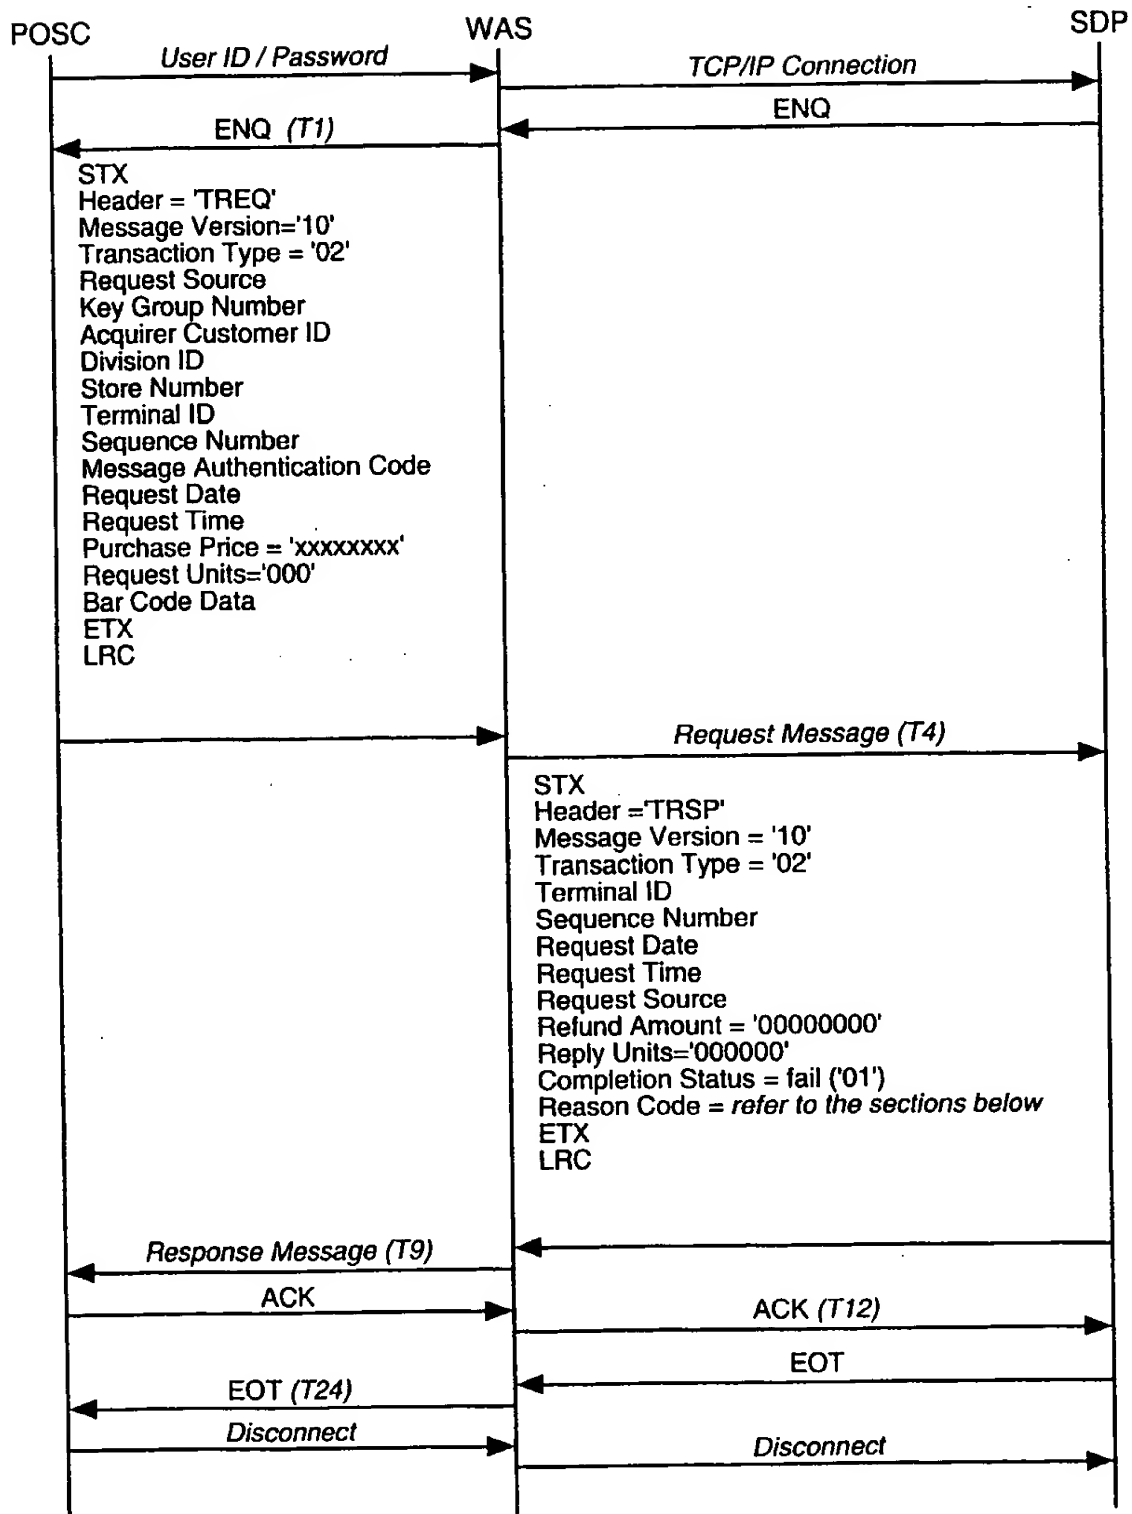 POSC
WAS
SDP
User ID / Password
TCP/IP Connection
ENQ
ENQ (T1)
STX
Header = 'TREQ'
Message Version='10'
Transaction Type = '02'
Request Source
Key Group Number
Acquirer Customer ID
Division ID
Store Number
Terminal ID
Sequence Number
Message Authentication Code
Request Date
Request Time
Purchase Price = 'xxxxxxxx'
Request Units='000'
Bar Code Data
ETX
LRC
Request Message (T4)
STX
Header ='TRSP'
Message Version = '10'
Transaction Type = '02'
Terminal ID
Sequence Number
Request Date
Request Time
Request Source
Refund Amount = '00000000'
Reply Units='000000'
Completion Status = fail ('01')
Reason Code = refer to the sections below
ETX
LRC
Response Message (T9)
ACK
ACK (T12)
EOT
EOT (T24)
Disconnect
Disconnect